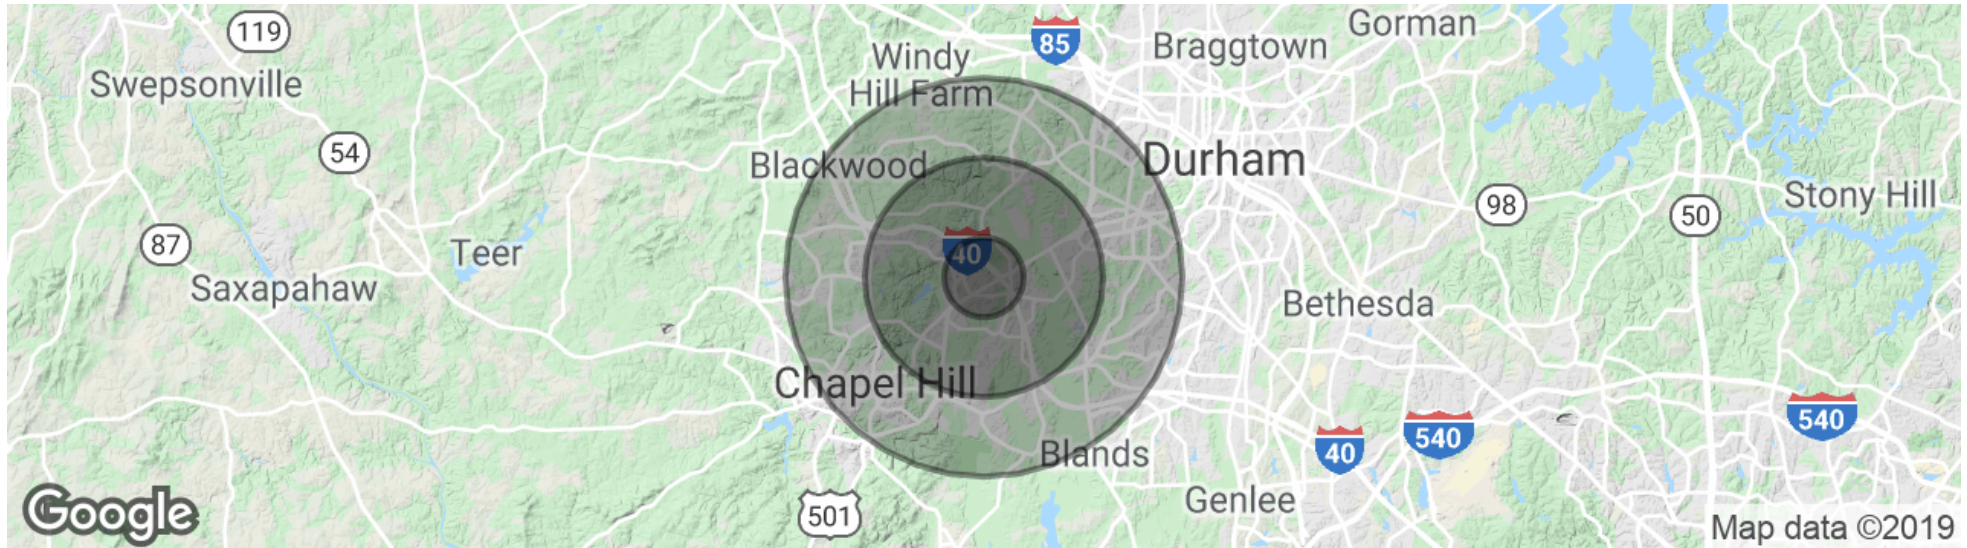 119
85
Gorman
Windy
Hill Farm
Braggtown
Swepsonville
54
Blackwood
Durham
98
50
Stony Hill
87
Teer
40
Saxapahaw
Bethesda
Chapel Hill
540
540
40
Blands
Genlee
501
Google
Map data ©2019